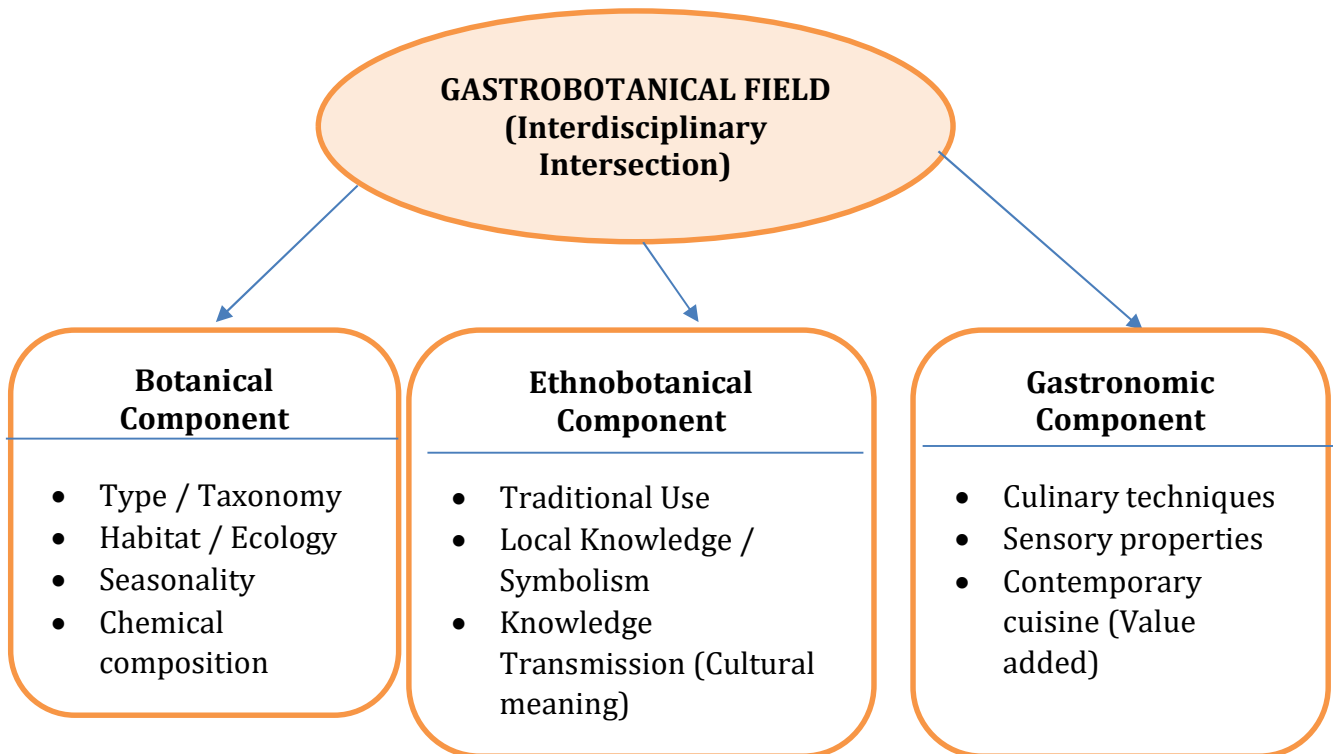 GASTROBOTANICAL FIELD
(Interdisciplinary
Intersection)
Botanical
Component
• Type / Taxonomy
• Habitat / Ecology
• Seasonality
• Chemical
composition
Ethnobotanical
Component
• Traditional Use
• Local Knowledge /
Symbolism
• Knowledge
Transmission (Cultural
meaning)
Gastronomic
Component
• Culinary techniques
• Sensory properties
• Contemporary
cuisine (Value
added)